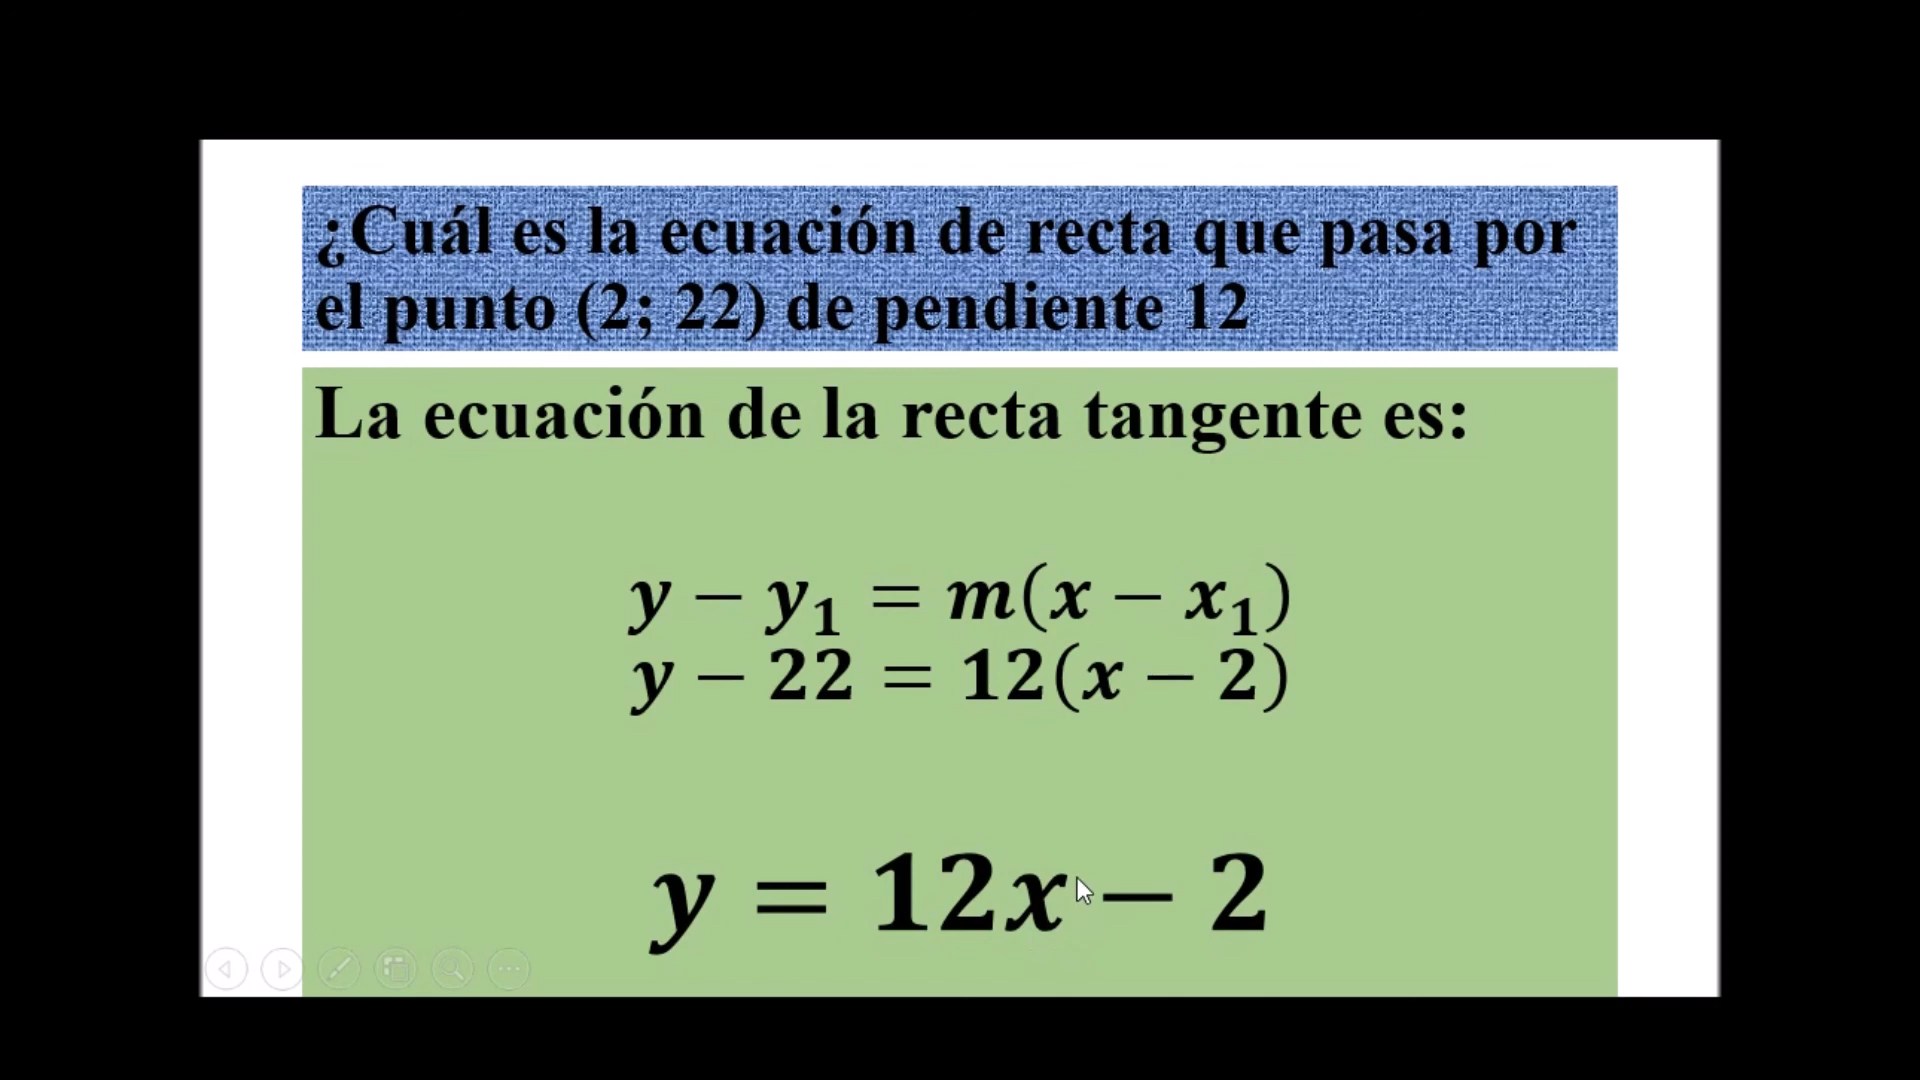 ¿Cuál es la ecuación de recta que pasa por
el punto (2; 22) de pendiente 12
La ecuación de la recta tangente es:
y − y₁ = m(x − x₁)
y − 22 = 12(x − 2)
y = 12x − 2